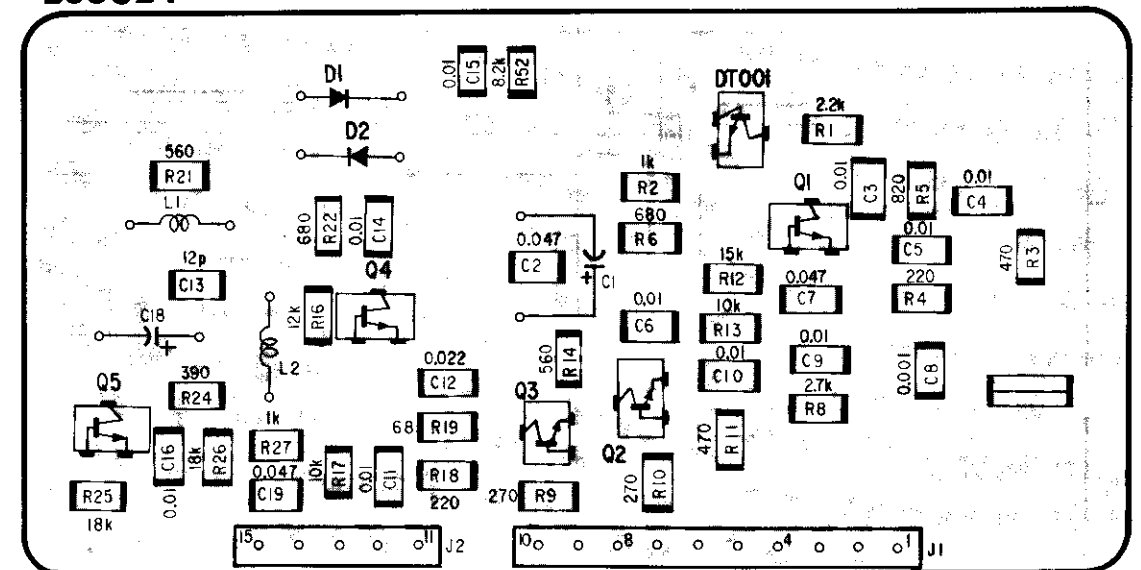 0.01
C15
8.2k
R52
D1
DT001
2.2k
R1
D2
560
R21
L1
1k
R2
0.01
C3
820
R5
0.01
C4
Q1
680
R22
0.01
C14
680
R6
0.01
C5
470
R3
0.047
C2
C1
12p
C13
Q4
15k
R12
0.047
C7
220
R4
C18
12k
R16
0.01
C6
10k
R13
L2
560
R14
0.01
C9
0.001
C8
0.022
C12
0.01
C10
Q5
390
R24
Q3
2.7k
R8
1k
R27
68
R19
Q2
470
R11
C16
0.01
18k
R26
10k
R17
0.01
C11
R18
220
0.047
C19
R25
18k
270
R9
270
R10
15
11
J2
10
8
4
1
J1